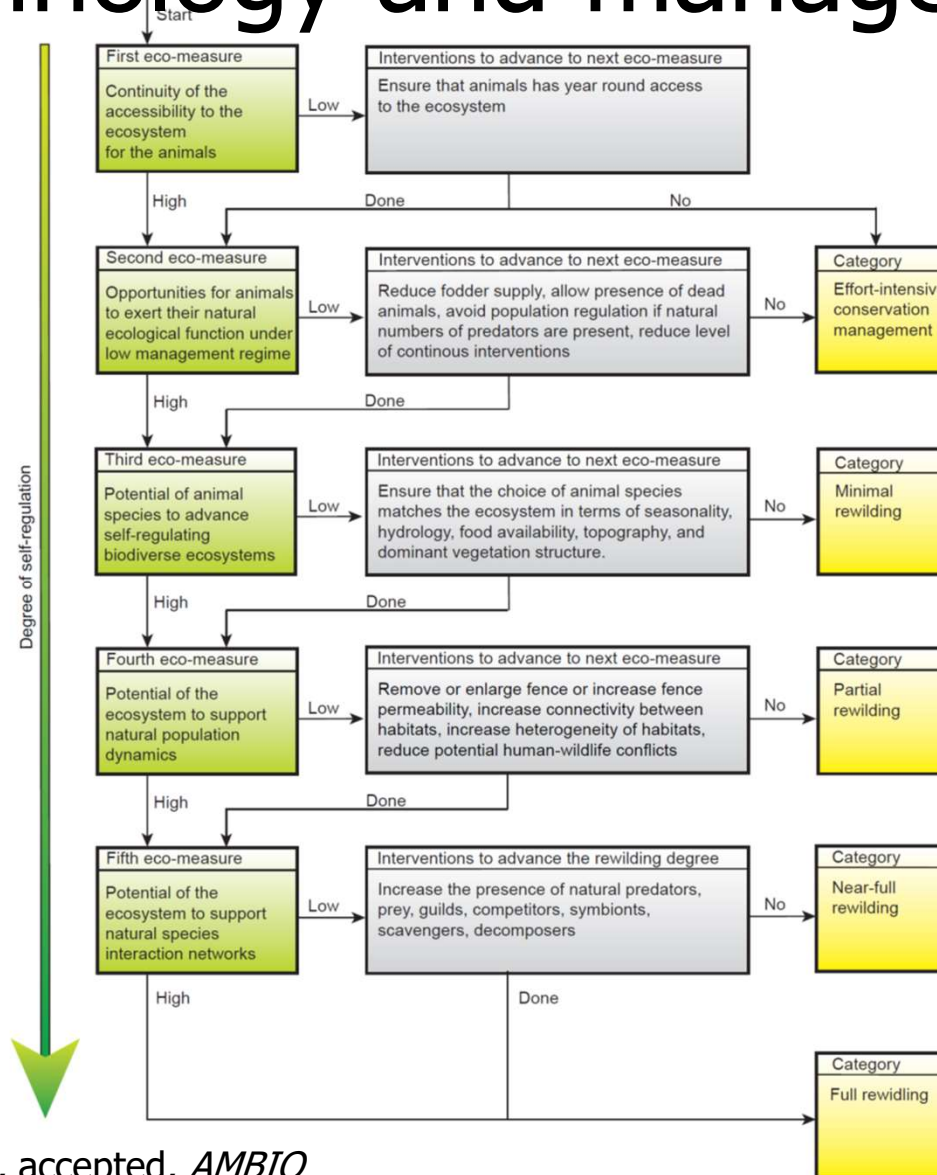 nology and manage
Start
First eco-measure
Continuity of the
accessibility to the
ecosystem
for the animals
Low
Interventions to advance to next eco-measure
Ensure that animals has year round access
to the ecosystem
High
Done
No
Second eco-measure
Opportunities for animals
to exert their natural
ecological function under
low management regime
Low
Interventions to advance to next eco-measure
Reduce fodder supply, allow presence of dead
animals, avoid population regulation if natural
numbers of predators are present, reduce level
of continous interventions
No
Category
Effort-intensiv
conservation
management
High
Done
Degree of self-regulation
Third eco-measure
Potential of animal
species to advance
self-regulating
biodiverse ecosystems
Low
Interventions to advance to next eco-measure
Ensure that the choice of animal species
matches the ecosystem in terms of seasonality,
hydrology, food availability, topography, and
dominant vegetation structure.
No
Category
Minimal
rewilding
High
Done
Fourth eco-measure
Potential of the
ecosystem to support
natural population
dynamics
Low
Interventions to advance to next eco-measure
Remove or enlarge fence or increase fence
permeability, increase connectivity between
habitats, increase heterogeneity of habitats,
reduce potential human-wildlife conflicts
No
Category
Partial
rewilding
High
Done
Fifth eco-measure
Potential of the
ecosystem to support
natural species
interaction networks
Low
Interventions to advance the rewilding degree
Increase the presence of natural predators,
prey, guilds, competitors, symbionts,
scavengers, decomposers
No
Category
Near-full
rewilding
High
Done
Category
Full rewidling
. accepted. AMBIO